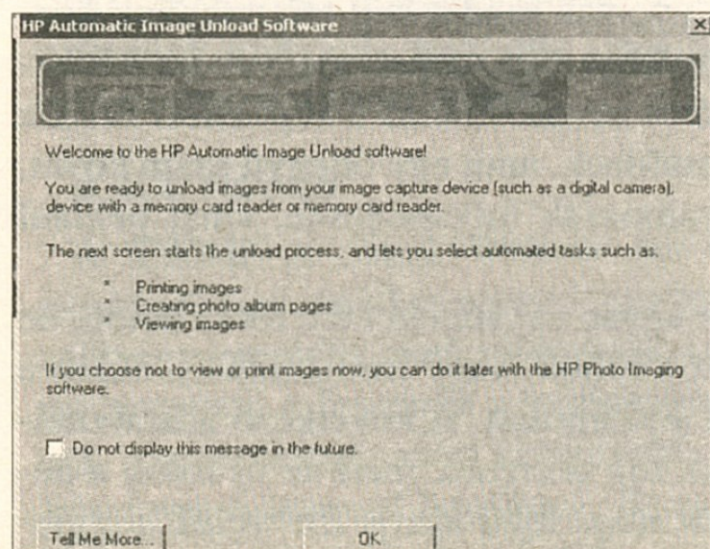 HP Automatic Image Unload Software
Welcome to the HP Automatic Image Unload software!
You are ready to unload images from your image capture device (such as a digital camera),
device with a memory card reader or memory card reader.
The next screen starts the unload process, and lets you select automated tasks such as:
* Printing images
* Creating photo album pages
* Viewing images
If you choose not to view or print images now, you can do it later with the HP Photo Imaging
software.
Do not display this message in the future.
Tell Me More... OK